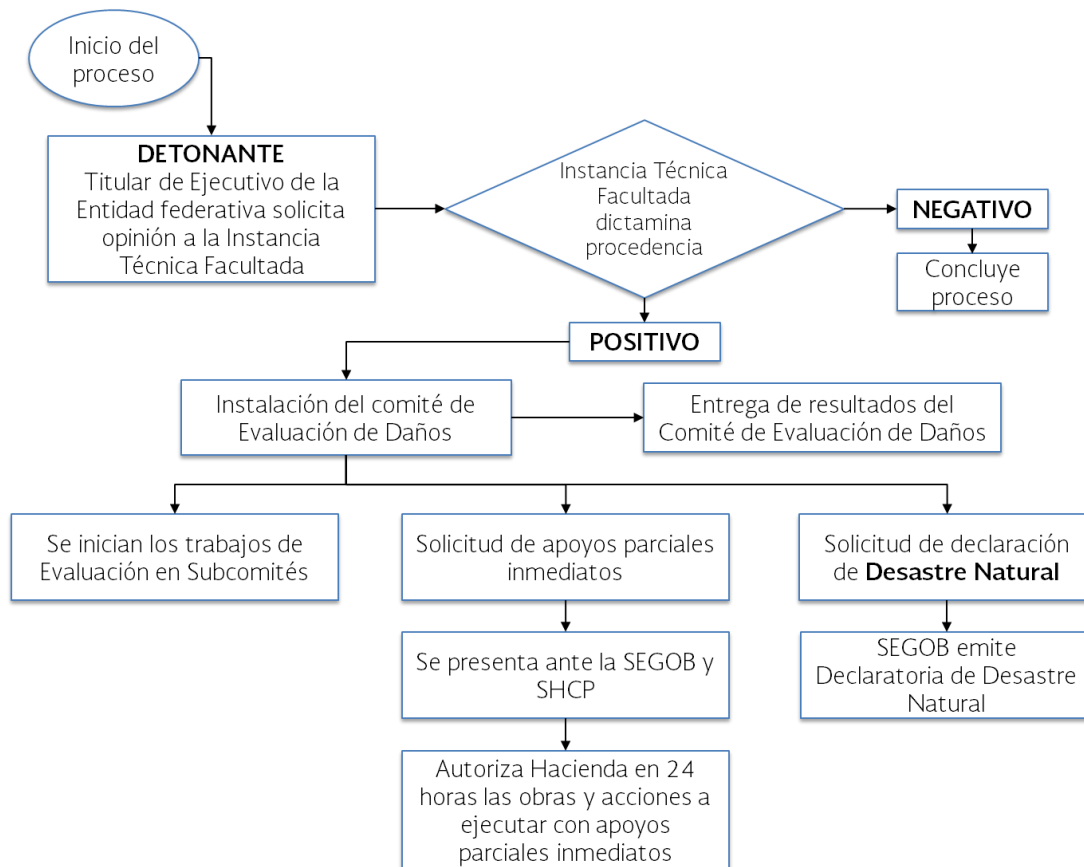 Inicio del
proceso
DETONANTE
Titular de Ejecutivo de la
Entidad federativa solicita
opinión a la Instancia
Técnica Facultada
Instancia Técnica
Facultada
dictamina
procedencia
NEGATIVO
Concluye
proceso
POSITIVO
Instalación del comité de
Evaluación de Daños
Entrega de resultados del
Comité de Evaluación de Daños
Se inician los trabajos de
Evaluación en Subcomités
Solicitud de apoyos parciales
inmediatos
Solicitud de declaración
de Desastre Natural
Se presenta ante la SEGOB y
SHCP
SEGOB emite
Declaratoria de Desastre
Natural
Autoriza Hacienda en 24
horas las obras y acciones a
ejecutar con apoyos
parciales inmediatos